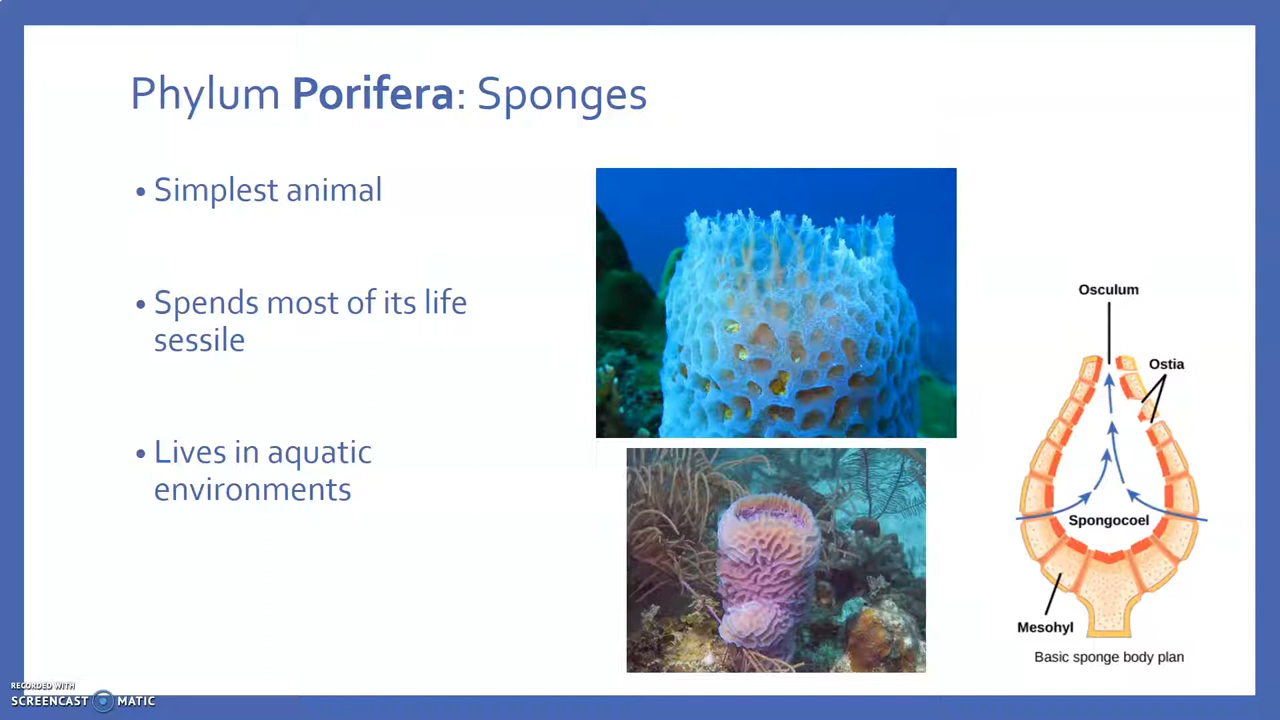 Phylum Porifera: Sponges
• Simplest animal
• Spends most of its life
sessile
• Lives in aquatic
environments
Osculum
Ostia
Spongocoel
Mesohyl
Basic sponge body plan
RECORDED WITH
SCREENCAST MATIC